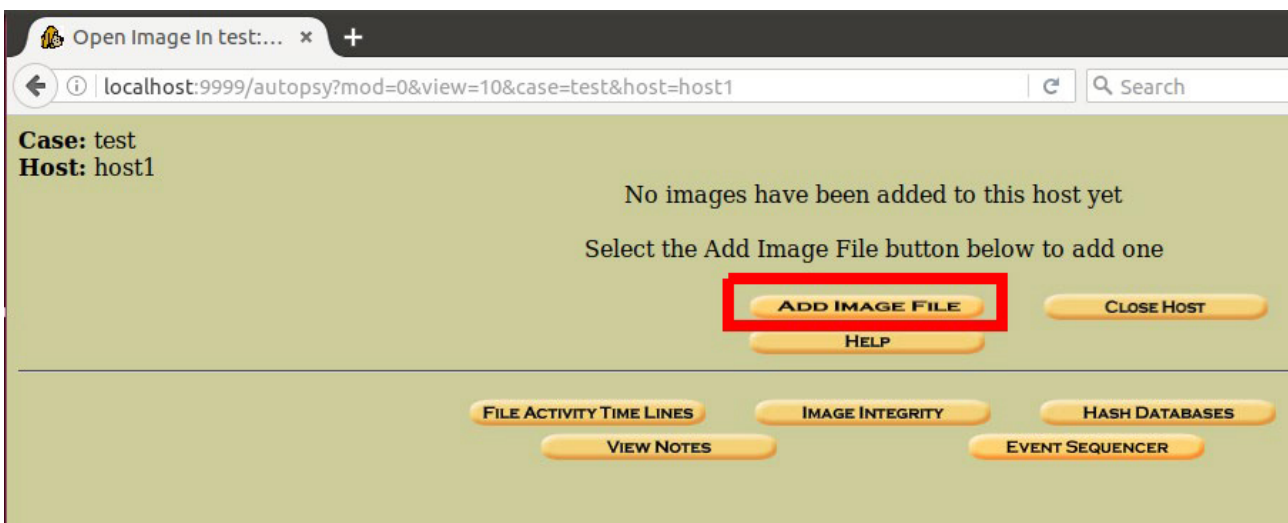 Open Image In test:... × +
localhost:9999/autopsy?mod=0&view=10&case=test&host=host1 Search
Case: test
Host: host1
No images have been added to this host yet
Select the Add Image File button below to add one
ADD IMAGE FILE CLOSE HOST
HELP
FILE ACTIVITY TIME LINES IMAGE INTEGRITY HASH DATABASES
VIEW NOTES EVENT SEQUENCER